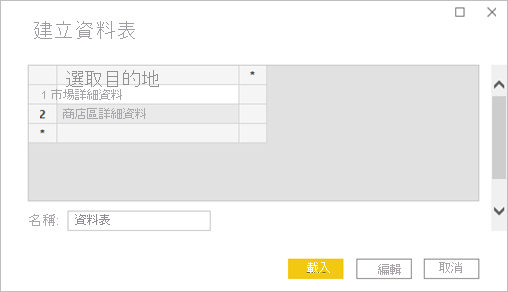 建立資料表
選取目的地 *
1 市場詳細資料
2 商店區詳細資料
*
名稱: 資料表
載入 編輯 取消